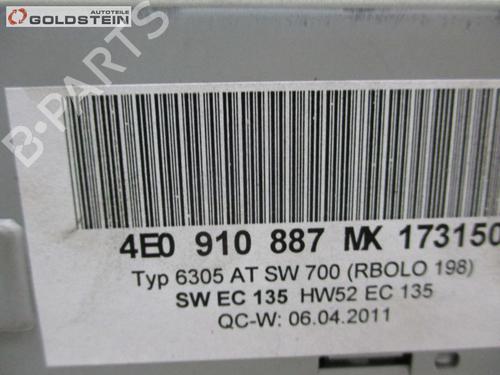 AUTOTEILE
GOLDSTEIN
B-PARTS
4E0 910 887 MX 173150
Typ 6305 AT SW 700 (RBOLO 198)
SW EC 135 HW52 EC 135
QC-W: 06.04.2011